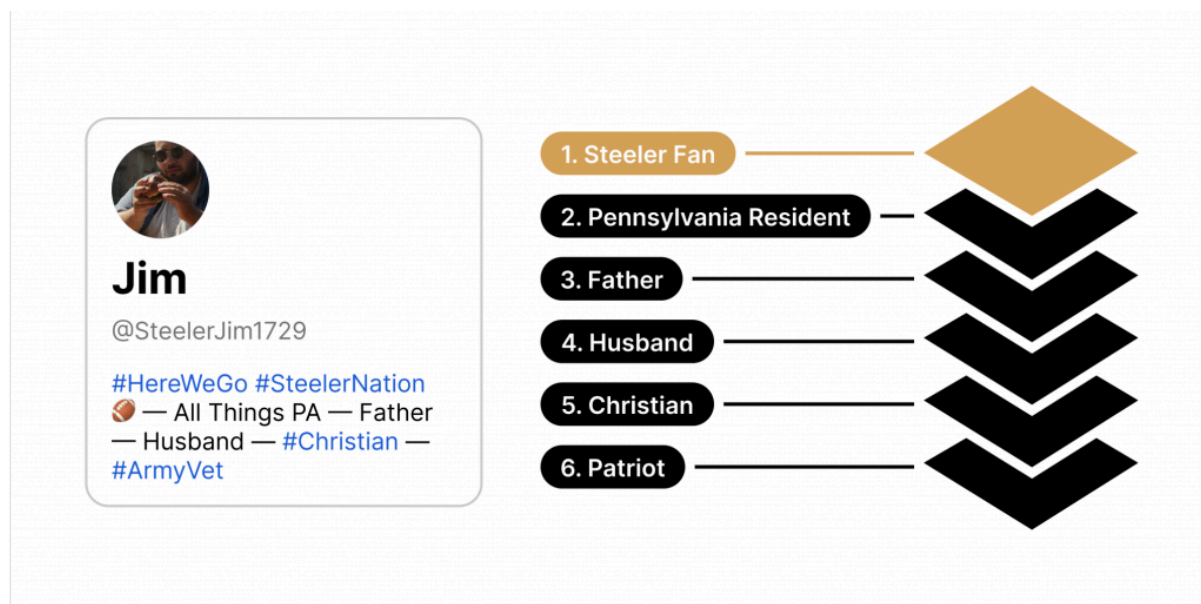 Jim
@SteelerJim1729
#HereWeGo #SteelerNation
🏈 — All Things PA — Father
— Husband — #Christian —
#ArmyVet
1. Steeler Fan
2. Pennsylvania Resident
3. Father
4. Husband
5. Christian
6. Patriot